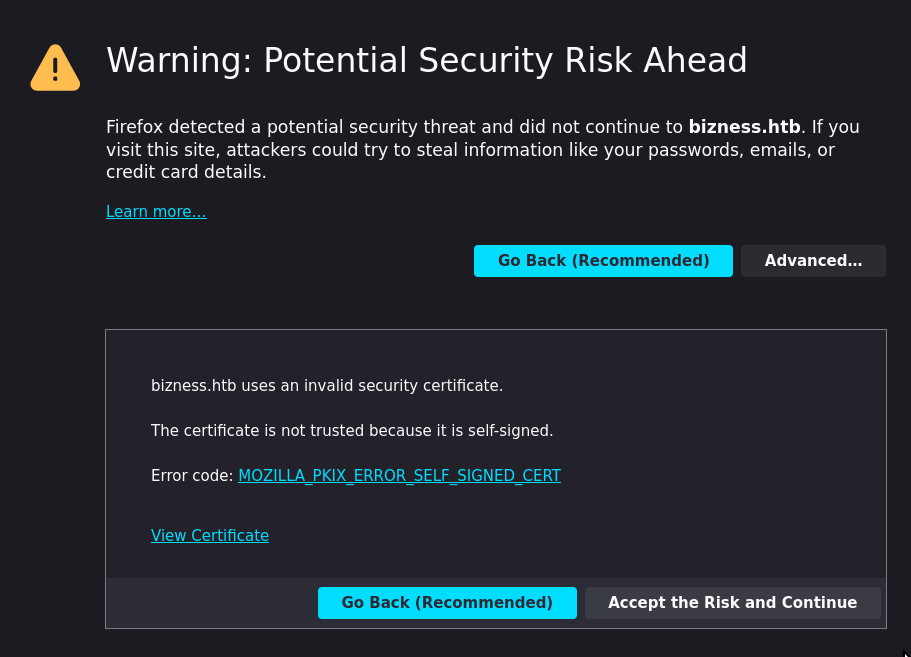 Warning: Potential Security Risk Ahead
Firefox detected a potential security threat and did not continue to bizness.htb. If you
visit this site, attackers could try to steal information like your passwords, emails, or
credit card details.
Learn more…
Go Back (Recommended)
Advanced…
bizness.htb uses an invalid security certificate.
The certificate is not trusted because it is self-signed.
Error code: MOZILLA_PKIX_ERROR_SELF_SIGNED_CERT
View Certificate
Go Back (Recommended)
Accept the Risk and Continue